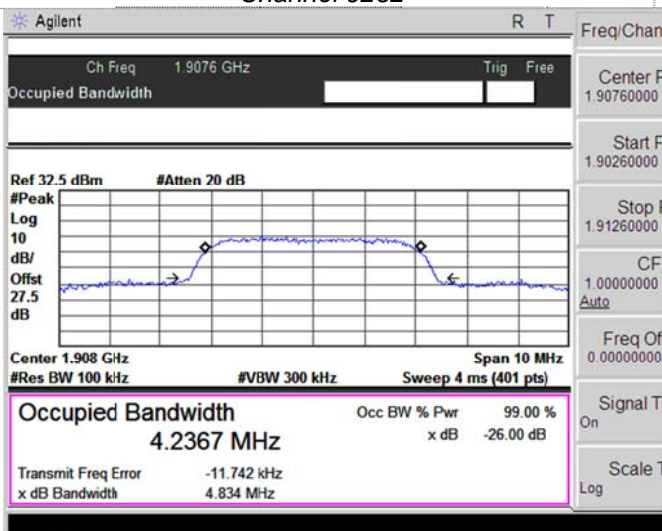 Agilent R T
Freq/Chan
Ch Freq 1.9076 GHz Trig Free
Occupied Bandwidth
Center
1.90760000
Start
1.90260000
Ref 32.5 dBm #Atten 20 dB
#Peak
Log
10
dB/
Offst
27.5
dB
Stop
1.91260000
CF
1.00000000
Auto
Freq Of
0.00000000
Center 1.908 GHz Span 10 MHz
#Res BW 100 kHz #VBW 300 kHz Sweep 4 ms (401 pts)
Occupied Bandwidth
4.2367 MHz
Occ BW % Pwr 99.00 %
x dB -26.00 dB
Transmit Freq Error -11.742 kHz
x dB Bandwidth 4.834 MHz
Signal T
On
Scale T
Log